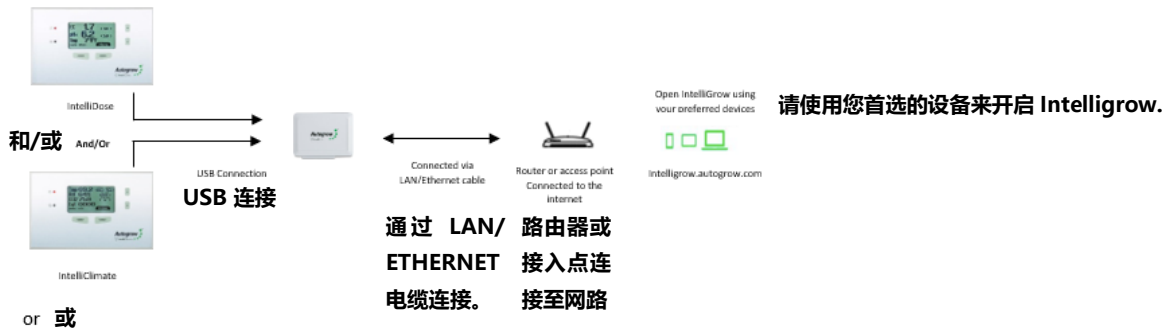 IntelliDose
和/或 And/Or
USB Connection
USB 连接
IntelliClimate
or 或
Autogrow
Autogrow
Autogrow
Connected via
LAN/Ethernet cable
通过 LAN/
ETHERNET
电缆连接。
Router or access point
Connected to the
internet
路由器或
接入点连
接至网路
Open IntelliGrow using
your preferred devices
请使用您首选的设备来开启 Intelligrow.
Intelligrow.autogrow.com